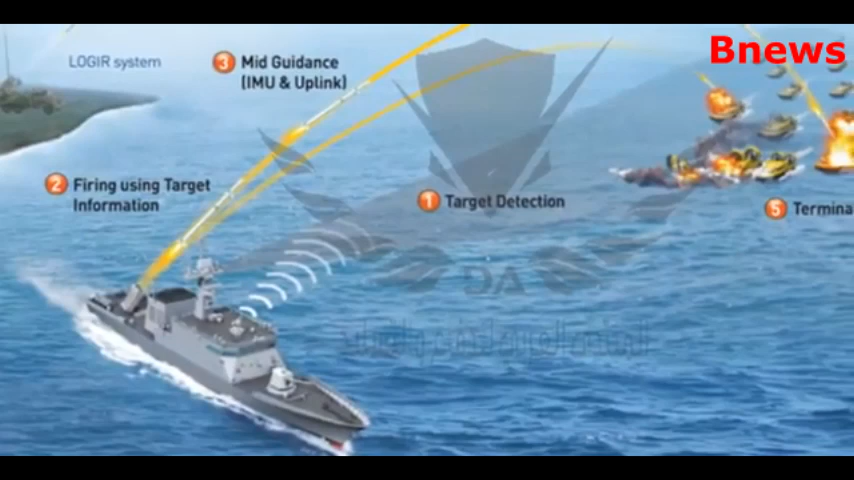 Bnews
LOGIR system
3 Mid Guidance
(IMU & Uplink)
2 Firing using Target
Information
1 Target Detection
5 Termina
DA